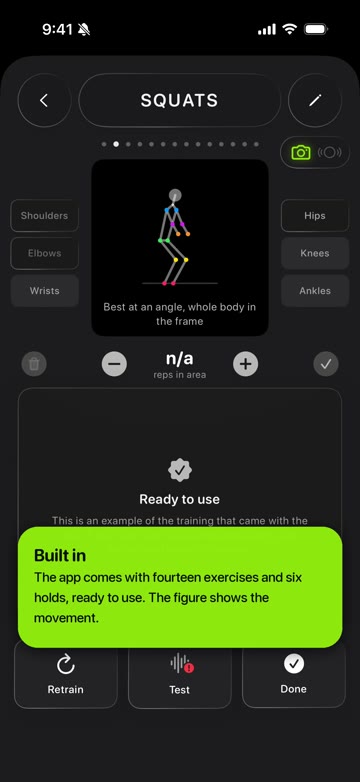 9:41
SQUATS
Shoulders
Hips
Elbows
Knees
Wrists
Ankles
Best at an angle, whole body in
the frame
n/a
reps in area
Ready to use
This is an example of the training that came with the
Built in
The app comes with fourteen exercises and six
holds, ready to use. The figure shows the
movement.
Retrain
Test
Done